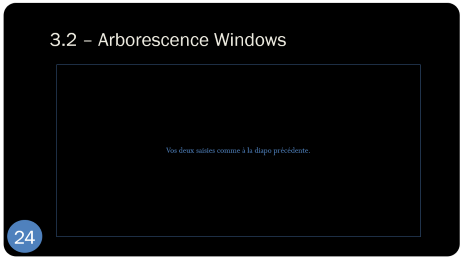 3.2 – Arborescence Windows
Vos deux saisies comme à la diapo précédente.
24